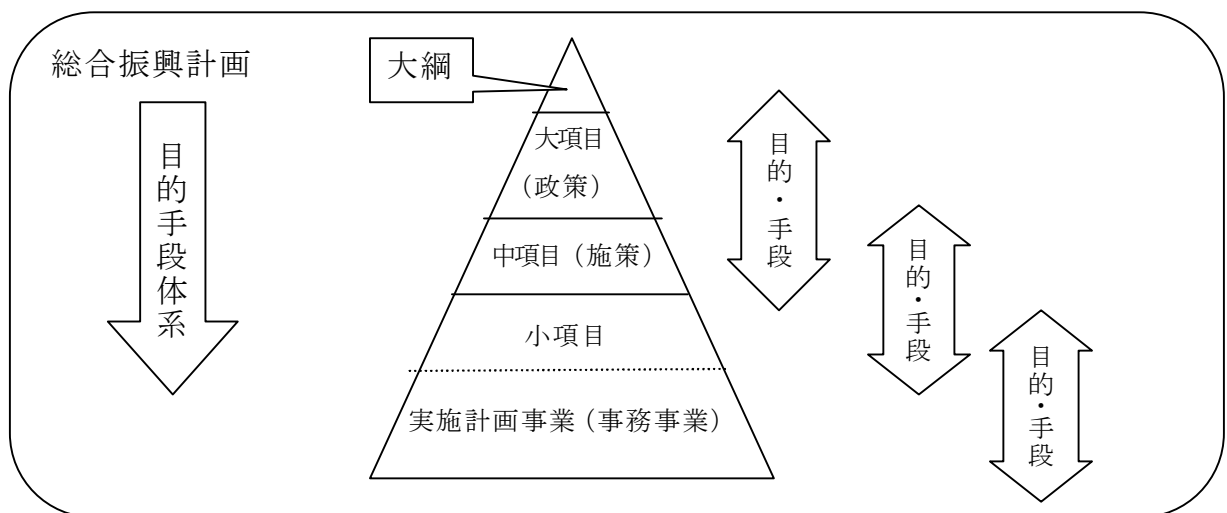 総合振興計画
大綱
目的手段体系
大項目
（政策）
中項目（施策）
小項目
実施計画事業（事務事業）
目的・手段
目的・手段
目的・手段